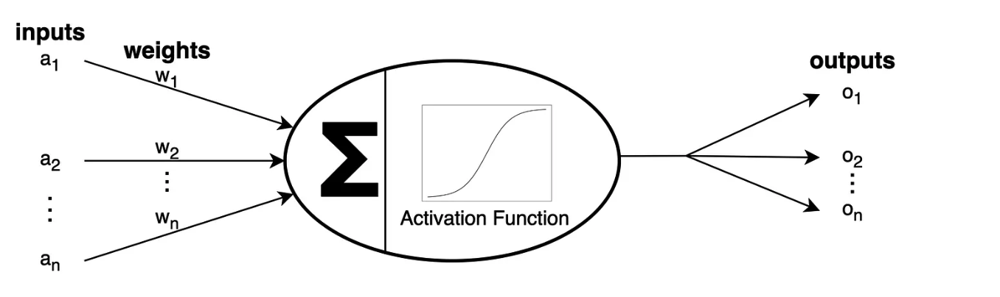 inputs
a1
a2
⋮
an
weights
w1
w2
⋮
wn
Σ
Activation Function
outputs
o1
o2
⋮
on